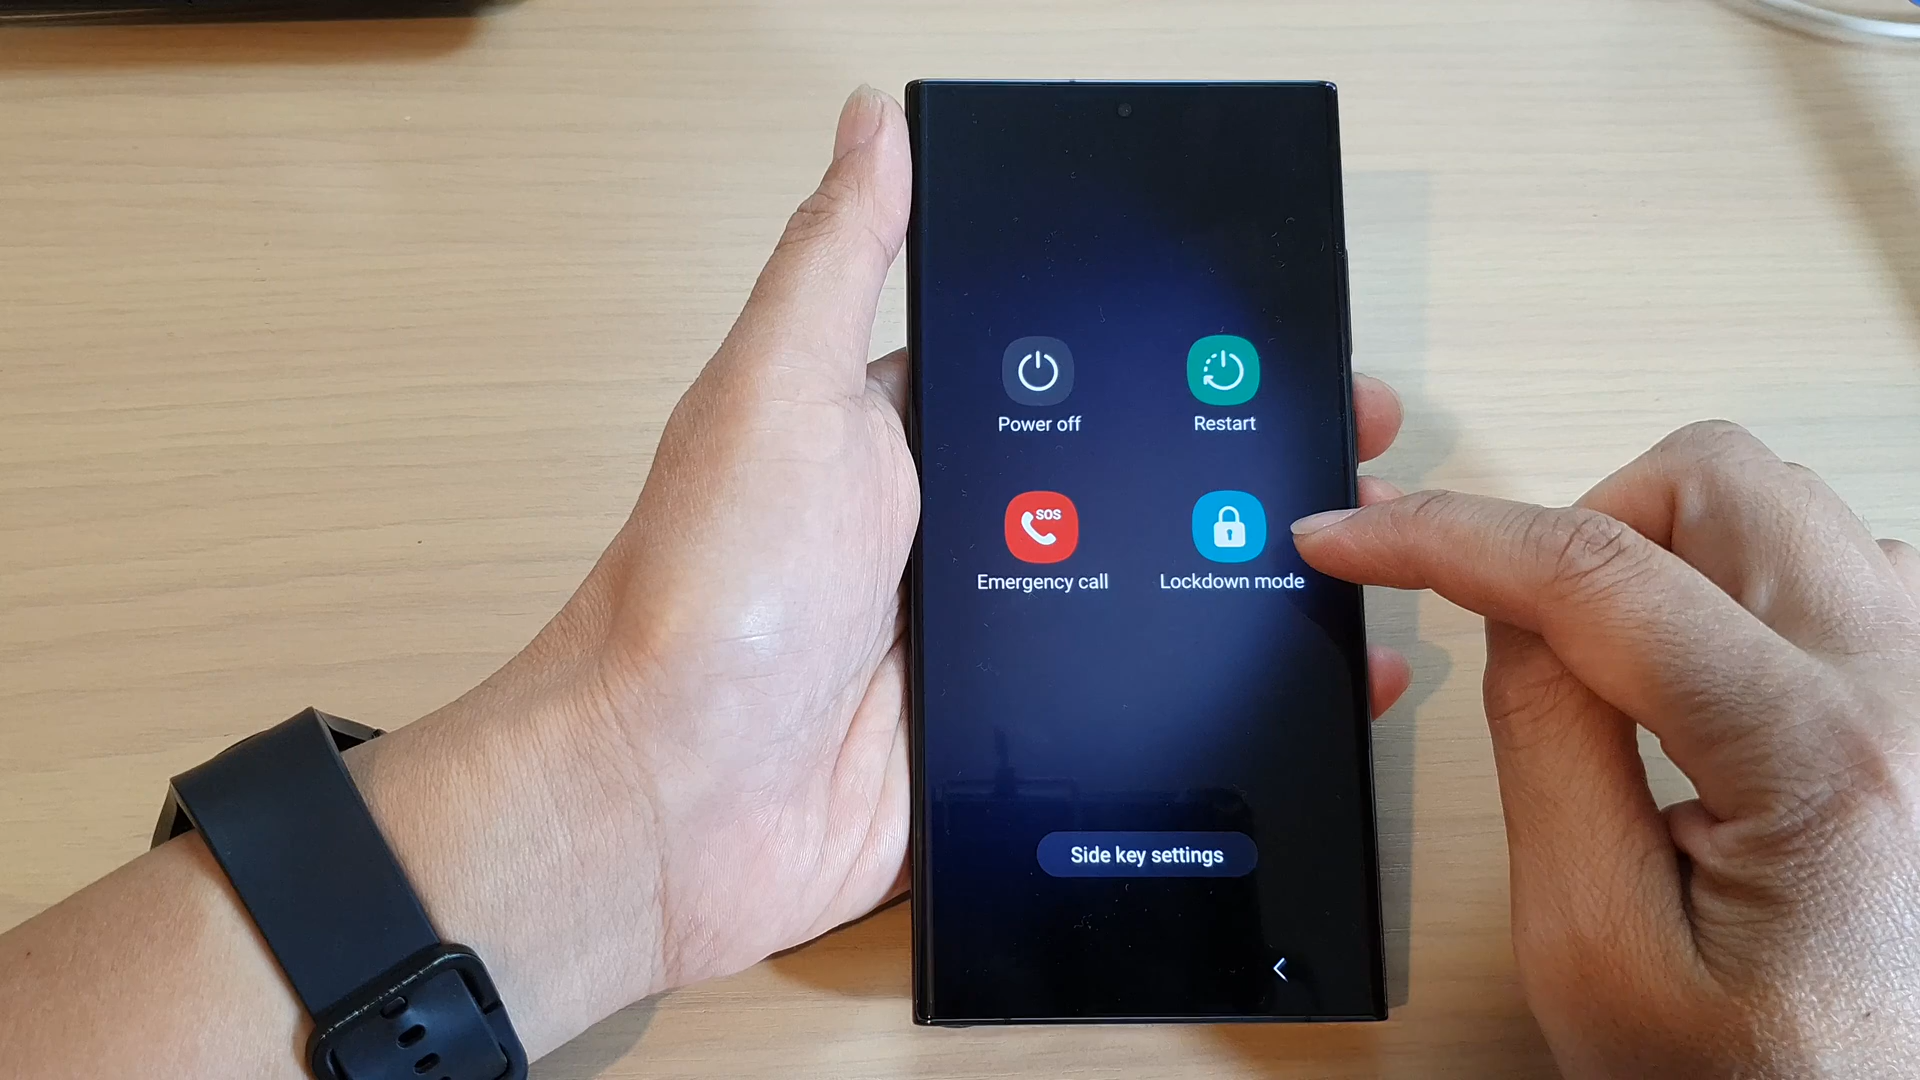 Power off
Restart
SOS
Emergency call
Lockdown mode
Side key settings